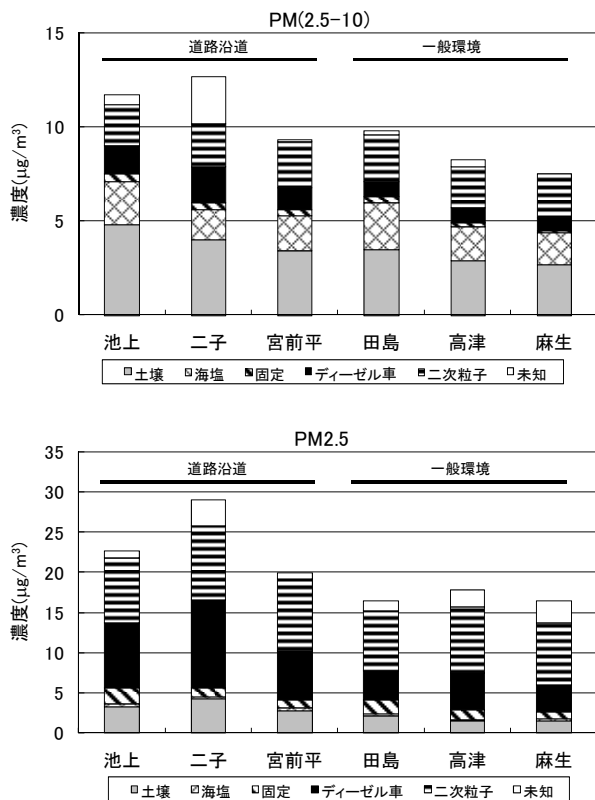 PM(2.5-10)
道路沿道 一般環境
15
10
5
0
濃度(μg/m³)
池上 二子 宮前平 田島 高津 麻生
土壌 海塩 固定 ディーゼル車 二次粒子 未知
PM2.5
道路沿道 一般環境
35
30
25
20
15
10
5
0
濃度(μg/m³)
池上 二子 宮前平 田島 高津 麻生
土壌 海塩 固定 ディーゼル車 二次粒子 未知